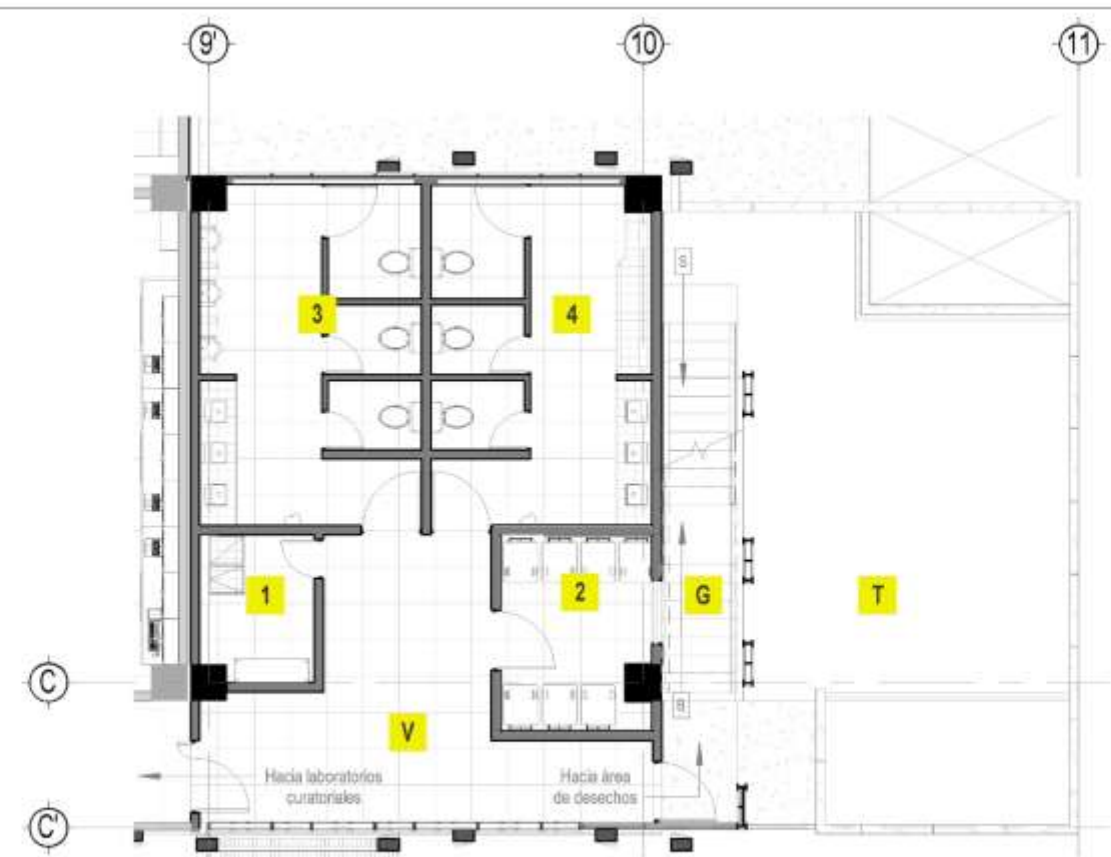 9'
10
11
S
3
4
1
2
G
T
C
B
V
Hacia laboratorios
curatoriales
Hacia área
de desechos
C'